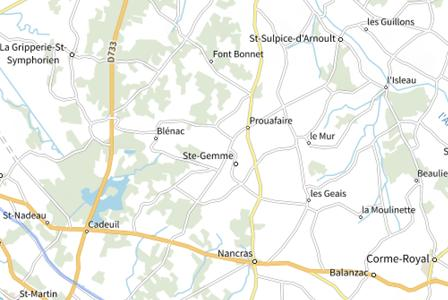 les Guillons
St-Sulpice-d'Arnoult
La Gripperie-St-
Symphorien
D733
Font Bonnet
l'Isleau
Prouafaire
Blénac
le Mur
Ste-Gemme
les Geais
la Moulinette
St-Nadeau
Cadeuil
Nancras
Corme-Royal
Balanzac
St-Martin